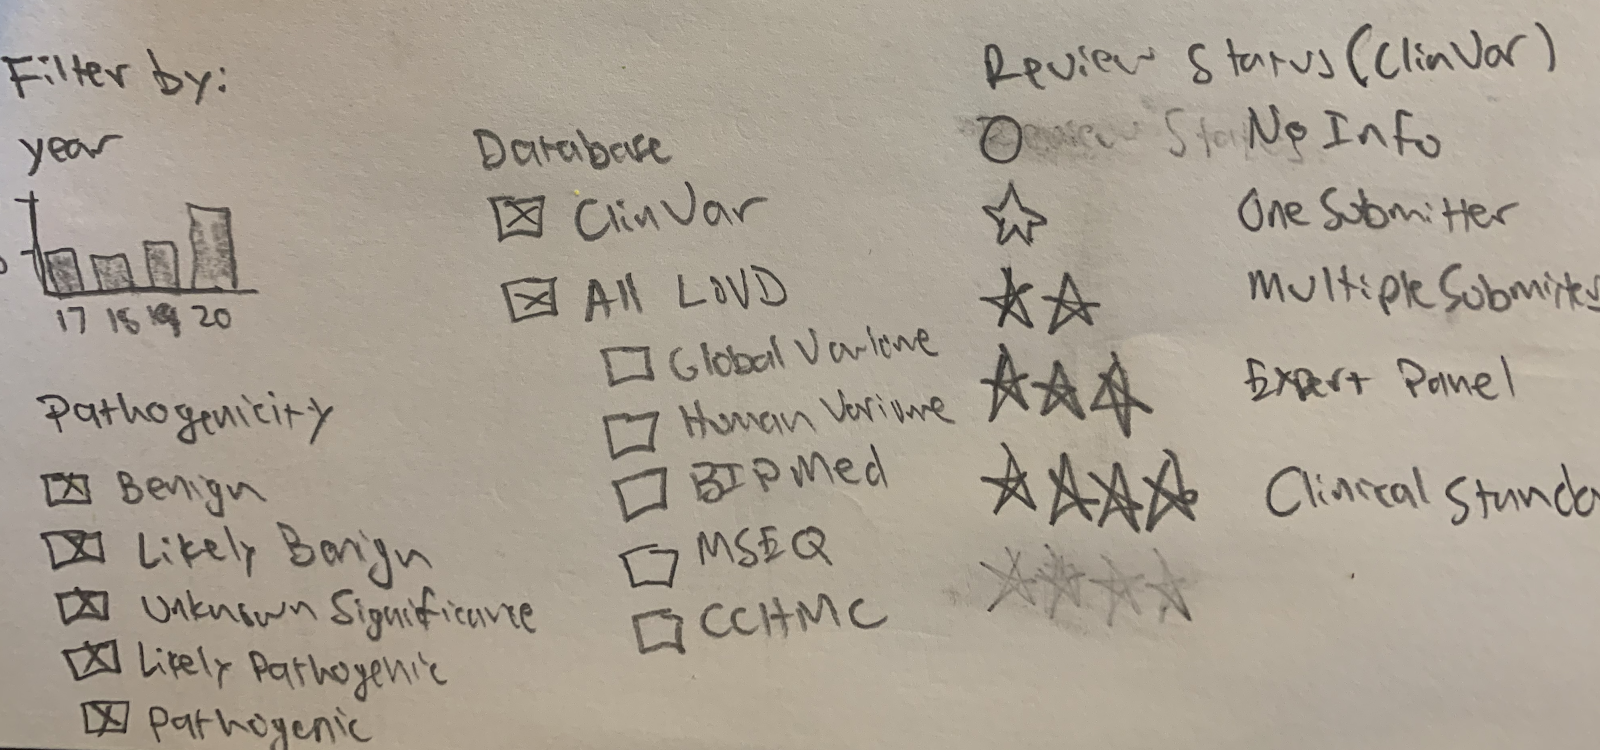 Filter by:
year
17 18 19 20
Pathogenicity
Benign
Likely Benign
Unknown Significance
Likely Pathogenic
Pathogenic
Database
ClinVar
All LOVD
Global Variome
Human Variome
BIPMed
MSEQ
CCHMC
Review Status (ClinVar)
No Info
One Submitter
Multiple Submitters
Expert Panel
Clinical Standa